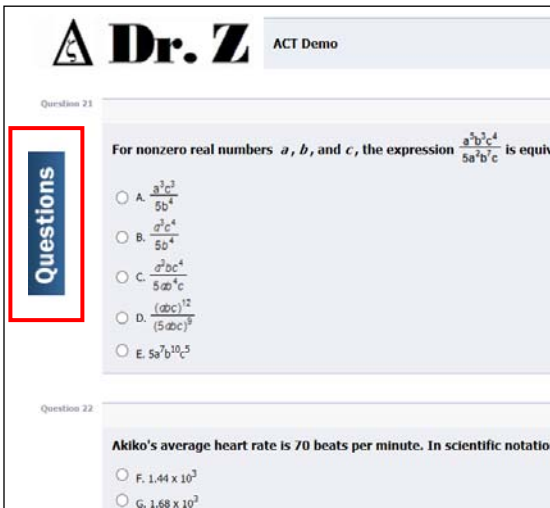 Dr. Z
ACT Demo
Question 21
For nonzero real numbers a, b, and c, the expression a⁵b³c⁴/5a²b⁷c is equiv
Questions
A. a³c³/5b⁴
B. a³c⁴/5b⁴
C. a³bc⁴/5ab⁴c
D. (abc)¹²/(5abc)⁹
E. 5a⁷b¹⁰c⁵
Question 22
Akiko's average heart rate is 70 beats per minute. In scientific notatio
F. 1.44 x 10³
G. 1.68 x 10³